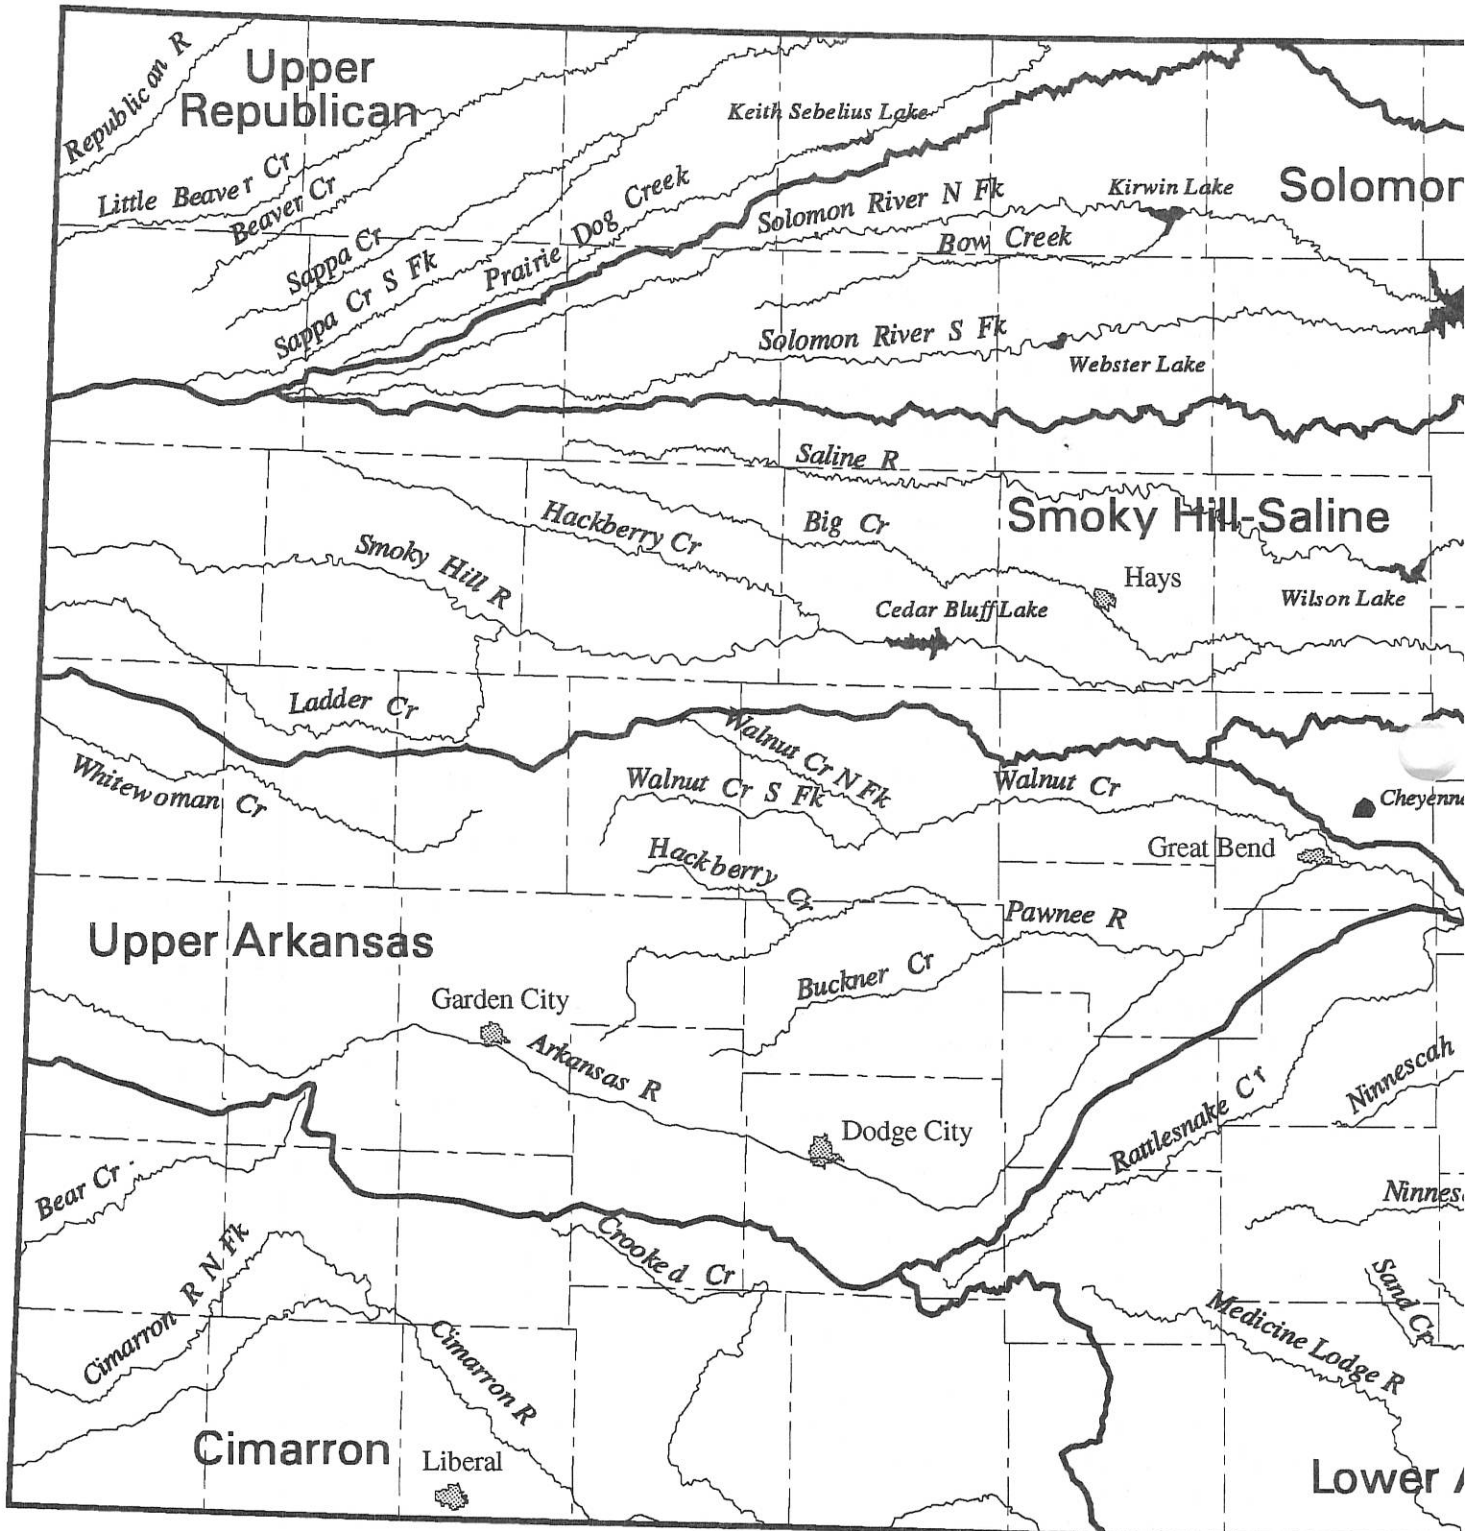 Republican R
Upper
Republican
Keith Sebelius Lake
Little Beaver Cr
Beaver Cr
Sappa Cr
Sappa Cr S Fk
Prairie Dog Creek
Solomon River N Fk
Kirwin Lake
Solomon
Bow Creek
Solomon River S Fk
Webster Lake
Saline R
Hackberry Cr
Big Cr
Smoky Hill-Saline
Smoky Hill R
Hays
Cedar Bluff Lake
Wilson Lake
Ladder Cr
Whitewoman Cr
Walnut Cr N Fk
Walnut Cr S Fk
Walnut Cr
Cheyenne
Great Bend
Hackberry Cr
Pawnee R
Upper Arkansas
Buckner Cr
Garden City
Arkansas R
Dodge City
Rattlesnake Cr
Ninnescah
Bear Cr
Ninnes
Cimarron R N Fk
Crooked Cr
Sand Cr
Medicine Lodge R
Cimarron R
Cimarron
Liberal
Lower A